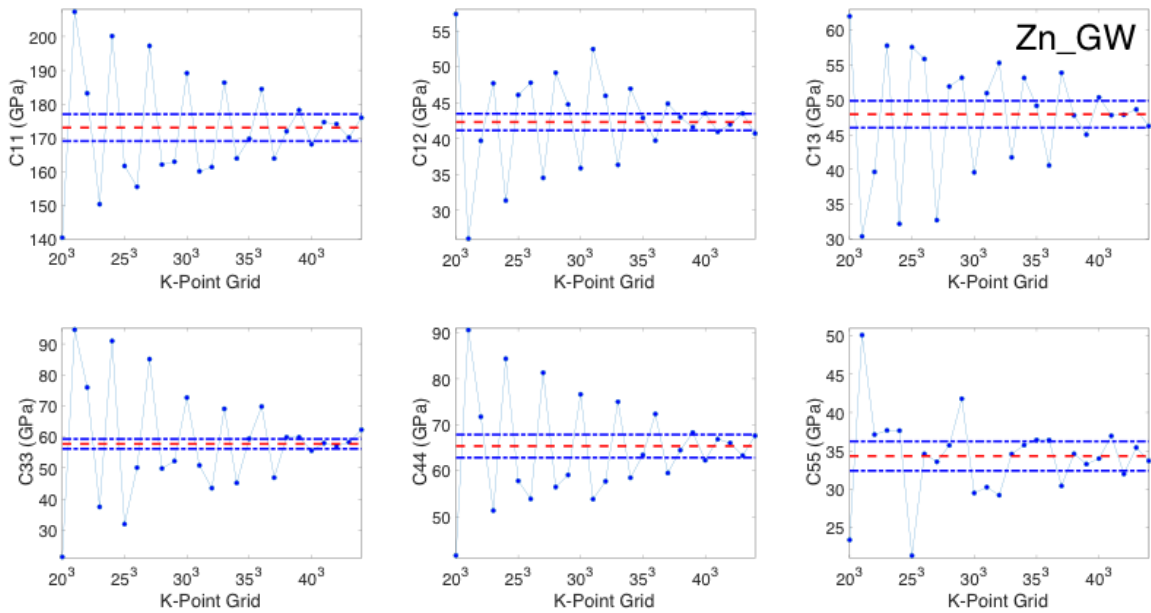 Zn_GW
C11 (GPa)
200
190
180
170
160
150
140
20³ 25³ 30³ 35³ 40³
K-Point Grid
C12 (GPa)
55
50
45
40
35
30
20³ 25³ 30³ 35³ 40³
K-Point Grid
C13 (GPa)
60
55
50
45
40
35
30
20³ 25³ 30³ 35³ 40³
K-Point Grid
C33 (GPa)
90
80
70
60
50
40
30
20³ 25³ 30³ 35³ 40³
K-Point Grid
C44 (GPa)
90
80
70
60
50
20³ 25³ 30³ 35³ 40³
K-Point Grid
C55 (GPa)
50
45
40
35
30
25
20³ 25³ 30³ 35³ 40³
K-Point Grid